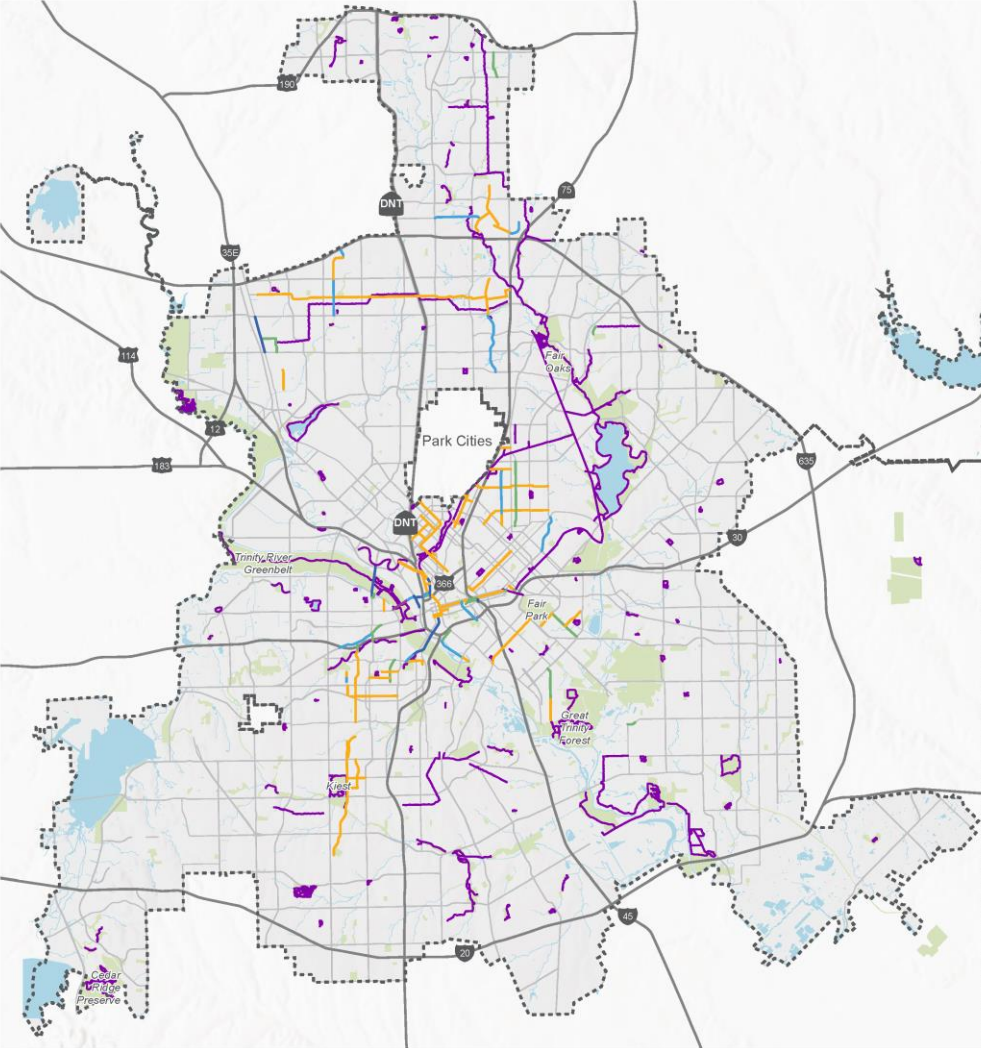 190
DNT
75
35E
114
Fair
Oaks
12
Park Cities
183
635
DNT
30
Trinity River
Greenbelt
366
Fair
Park
Great
Trinity
Forest
Kiest
45
20
Cedar
Ridge
Preserve